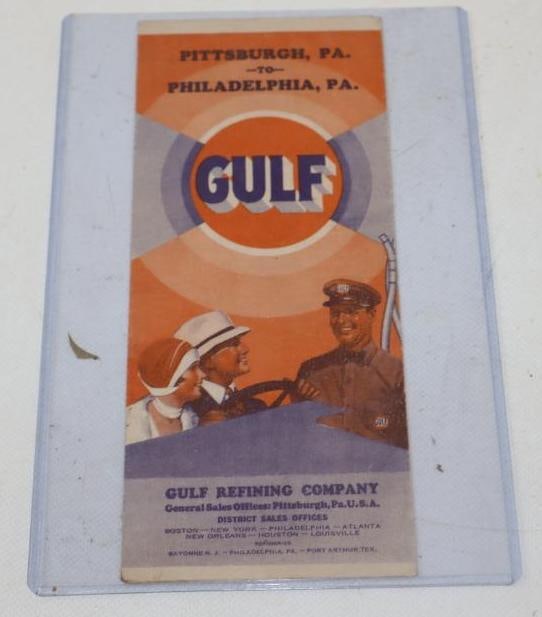 PITTSBURGH, PA.
—TO—
PHILADELPHIA, PA.
GULF
GULF REFINING COMPANY
General Sales Offices: Pittsburgh, Pa. U.S.A.
DISTRICT SALES OFFICES
BOSTON — NEW YORK — PHILADELPHIA — ATLANTA
NEW ORLEANS — HOUSTON — LOUISVILLE
REFINERIES
BAYONNE N. J. — PHILADELPHIA, PA. — PORT ARTHUR, TEX.